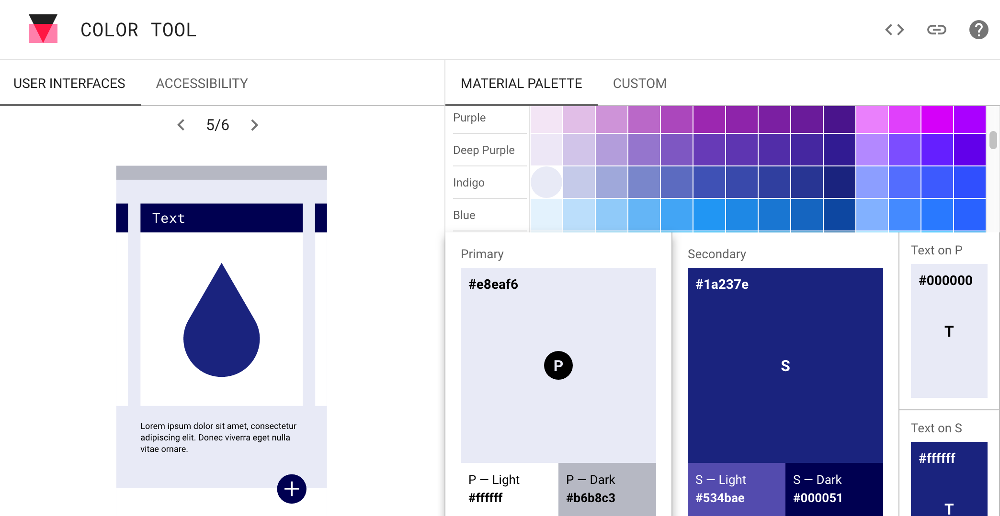 COLOR TOOL
USER INTERFACES
ACCESSIBILITY
5/6
Text
Lorem ipsum dolor sit amet, consectetur
adipiscing elit. Donec viverra eget nulla
vitae ornare.
MATERIAL PALETTE
CUSTOM
Purple
Deep Purple
Indigo
Blue
Primary
#e8eaf6
P
P — Light
#ffffff
P — Dark
#b6b8c3
Secondary
#1a237e
S
S — Light
#534bae
S — Dark
#000051
Text on P
#000000
T
Text on S
#ffffff
T